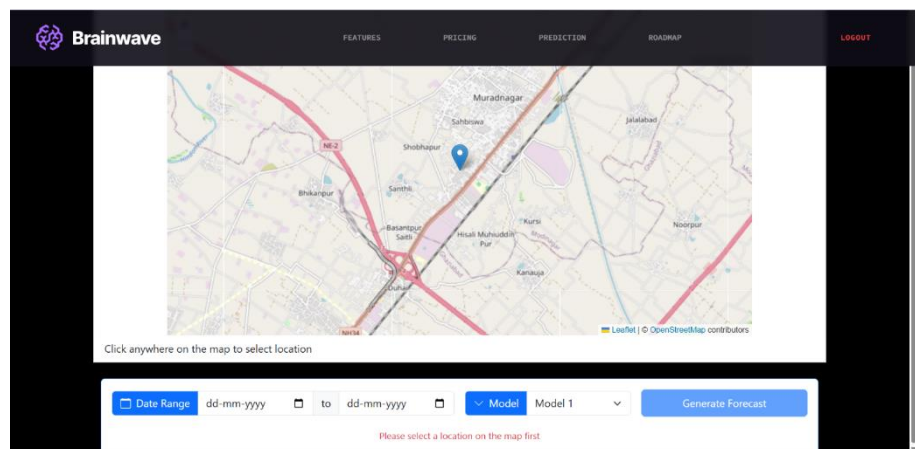 Brainwave
FEATURES PRICING PREDICTION ROADMAP LOGOUT
Muradnagar
Sahbiswa
Jalalabad
NE-2
Shobhapur
Bhikanpur
Santhli
Basantpur
Saitli
Kursi
Noorpur
Hisali Muhiuddin
Pur
Kanauja
Duhai
NH34
Leaflet | © OpenStreetMap contributors
Click anywhere on the map to select location
Date Range dd-mm-yyyy to dd-mm-yyyy Model Model 1 Generate Forecast
Please select a location on the map first